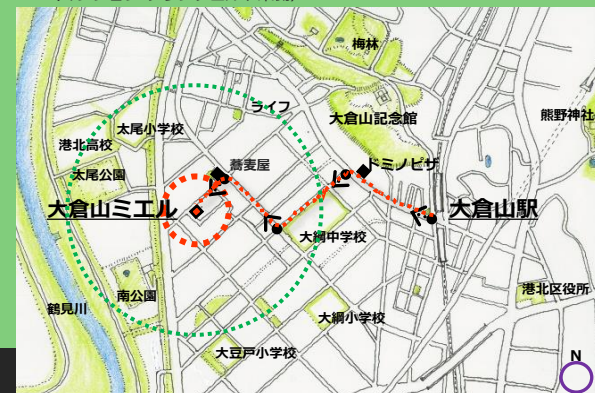 梅林
ライフ
大倉山記念館
熊野神社
太尾小学校
港北高校
太尾公園
蕎麦屋
ドミノピザ
大倉山ミエル
大倉山駅
大綱中学校
南公園
鶴見川
港北区役所
大綱小学校
大豆戸小学校
N